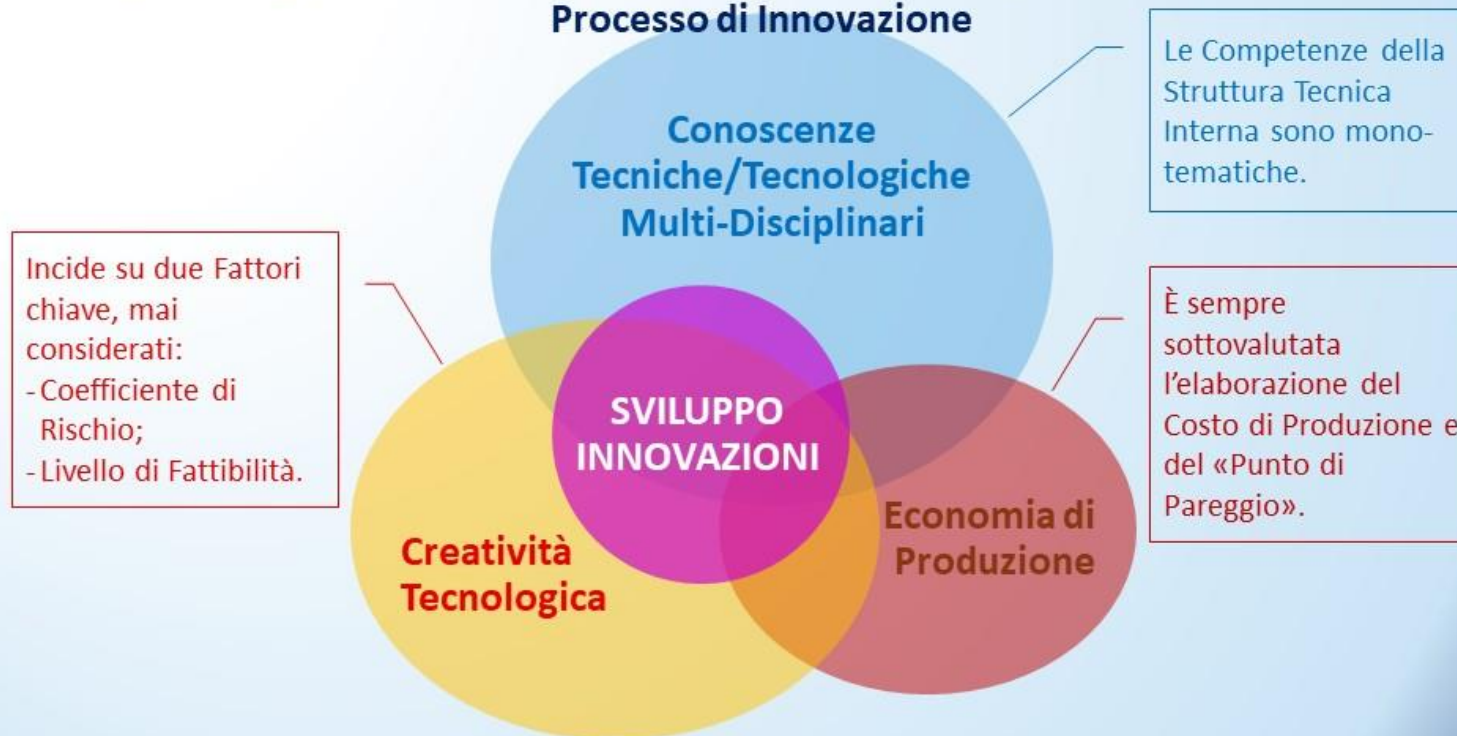 Processo di Innovazione
Le Competenze della
Struttura Tecnica
Interna sono mono-
tematiche.
Conoscenze
Tecniche/Tecnologiche
Multi-Disciplinari
Incide su due Fattori
chiave, mai
considerati:
- Coefficiente di
Rischio;
- Livello di Fattibilità.
È sempre
sottovalutata
l'elaborazione del
Costo di Produzione e
del «Punto di
Pareggio».
SVILUPPO
INNOVAZIONI
Economia di
Produzione
Creatività
Tecnologica